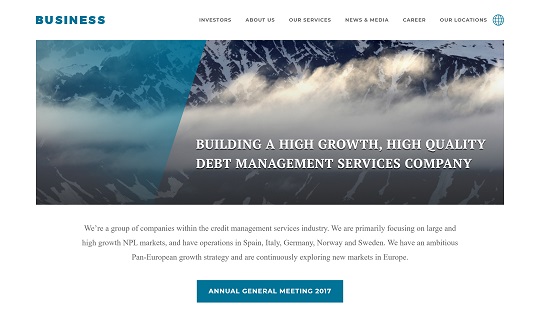 BUSINESS
INVESTORS ABOUT US OUR SERVICES NEWS & MEDIA CAREER OUR LOCATIONS
BUILDING A HIGH GROWTH, HIGH QUALITY
DEBT MANAGEMENT SERVICES COMPANY
We're a group of companies within the credit management services industry. We are primarily focusing on large and
high growth NPL markets, and have operations in Spain, Italy, Germany, Norway and Sweden. We have an ambitious
Pan-European growth strategy and are continuously exploring new markets in Europe.
ANNUAL GENERAL MEETING 2017